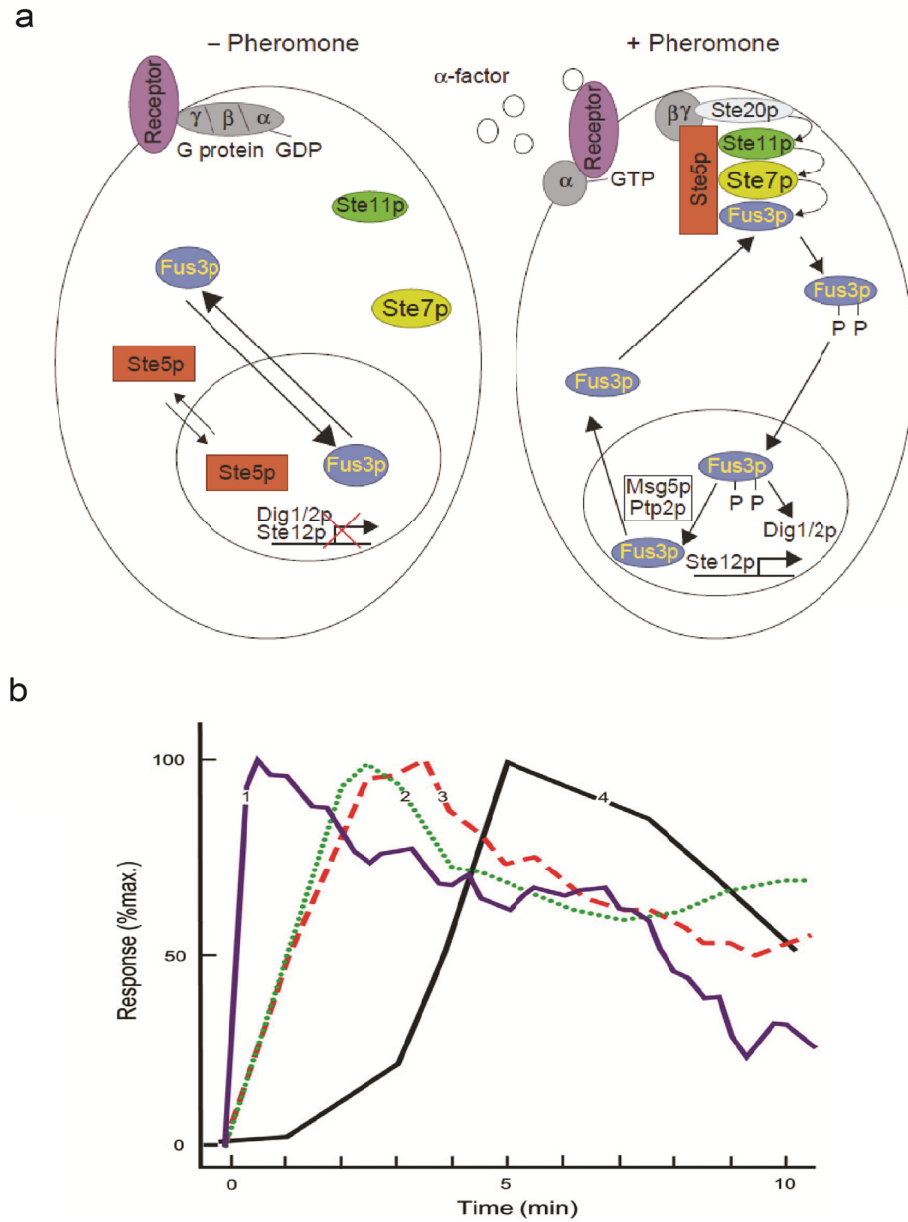 a
– Pheromone
+ Pheromone
α-factor
Receptor
γ \ β \ α
G protein GDP
Ste11p
Fus3p
Ste7p
Ste5p
Ste5p
Fus3p
Dig1/2p
Ste12p
Receptor
α
GTP
βγ
Ste20p
Ste11p
Ste5p
Ste7p
Fus3p
Fus3p
P P
Fus3p
Fus3p
P P
Msg5p
Ptp2p
Dig1/2p
Fus3p
Ste12p
b
Response (%max.)
100
50
0
1
2
3
4
0
5
10
Time (min)